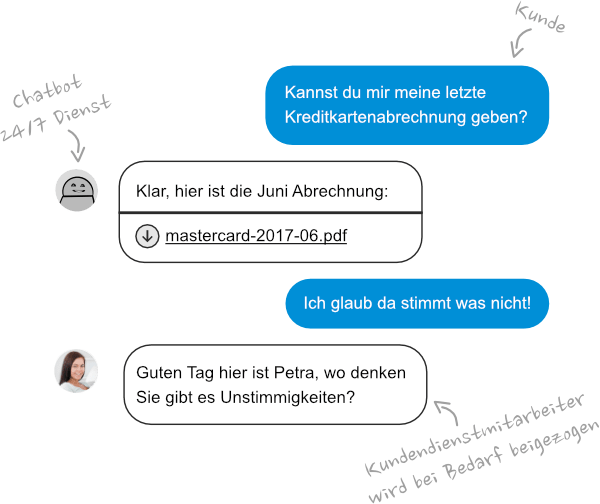 Kunde
Kannst du mir meine letzte
Kreditkartenabrechnung geben?
Chatbot
24/7 Dienst
Klar, hier ist die Juni Abrechnung:
mastercard-2017-06.pdf
Ich glaub da stimmt was nicht!
Guten Tag hier ist Petra, wo denken
Sie gibt es Unstimmigkeiten?
Kundendienstmitarbeiter
wird bei Bedarf beigezogen